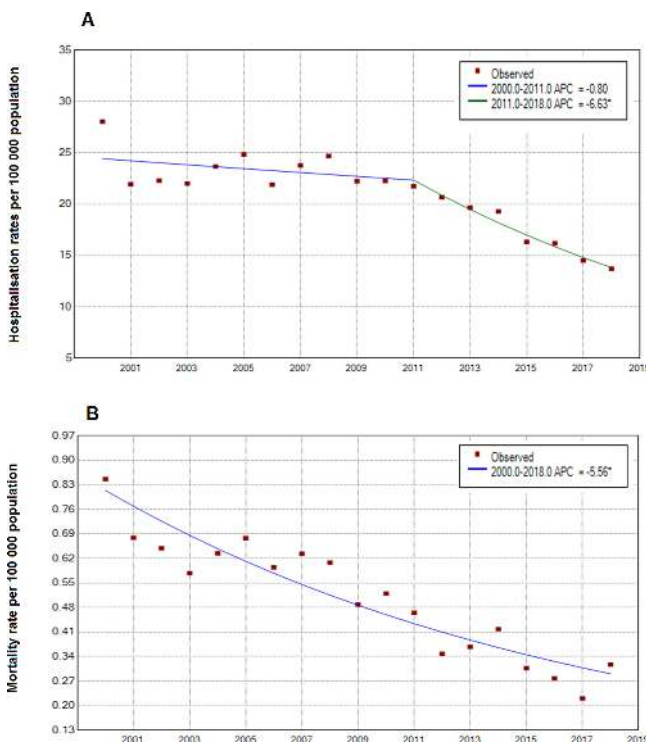 A
Hospitalisation rates per 100 000 population
35
30
25
20
15
10
5
Observed
2000.0-2011.0 APC = -0.80
2011.0-2018.0 APC = -6.63*
2001 2003 2005 2007 2009 2011 2013 2015 2017 2019
B
Mortality rate per 100 000 population
0.97
0.90
0.83
0.76
0.69
0.62
0.55
0.48
0.41
0.34
0.27
0.20
0.13
Observed
2000.0-2018.0 APC = -5.56*
2001 2003 2005 2007 2009 2011 2013 2015 2017 2019